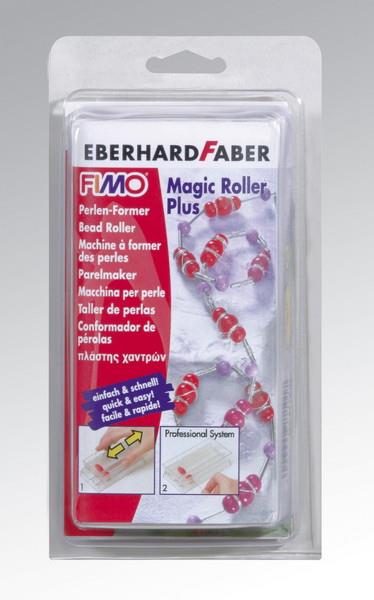 EBERHARDFABER
FIMO
Magic Roller
Plus
Perlen-Former
Bead Roller
Machine à former
des perles
Parelmaker
Macchina per perle
Taller de perlas
Conformador de
pérolas
πλάστης χαντρών
einfach & schnell!
quick & easy!
facile & rapide!
Professional System
1
2